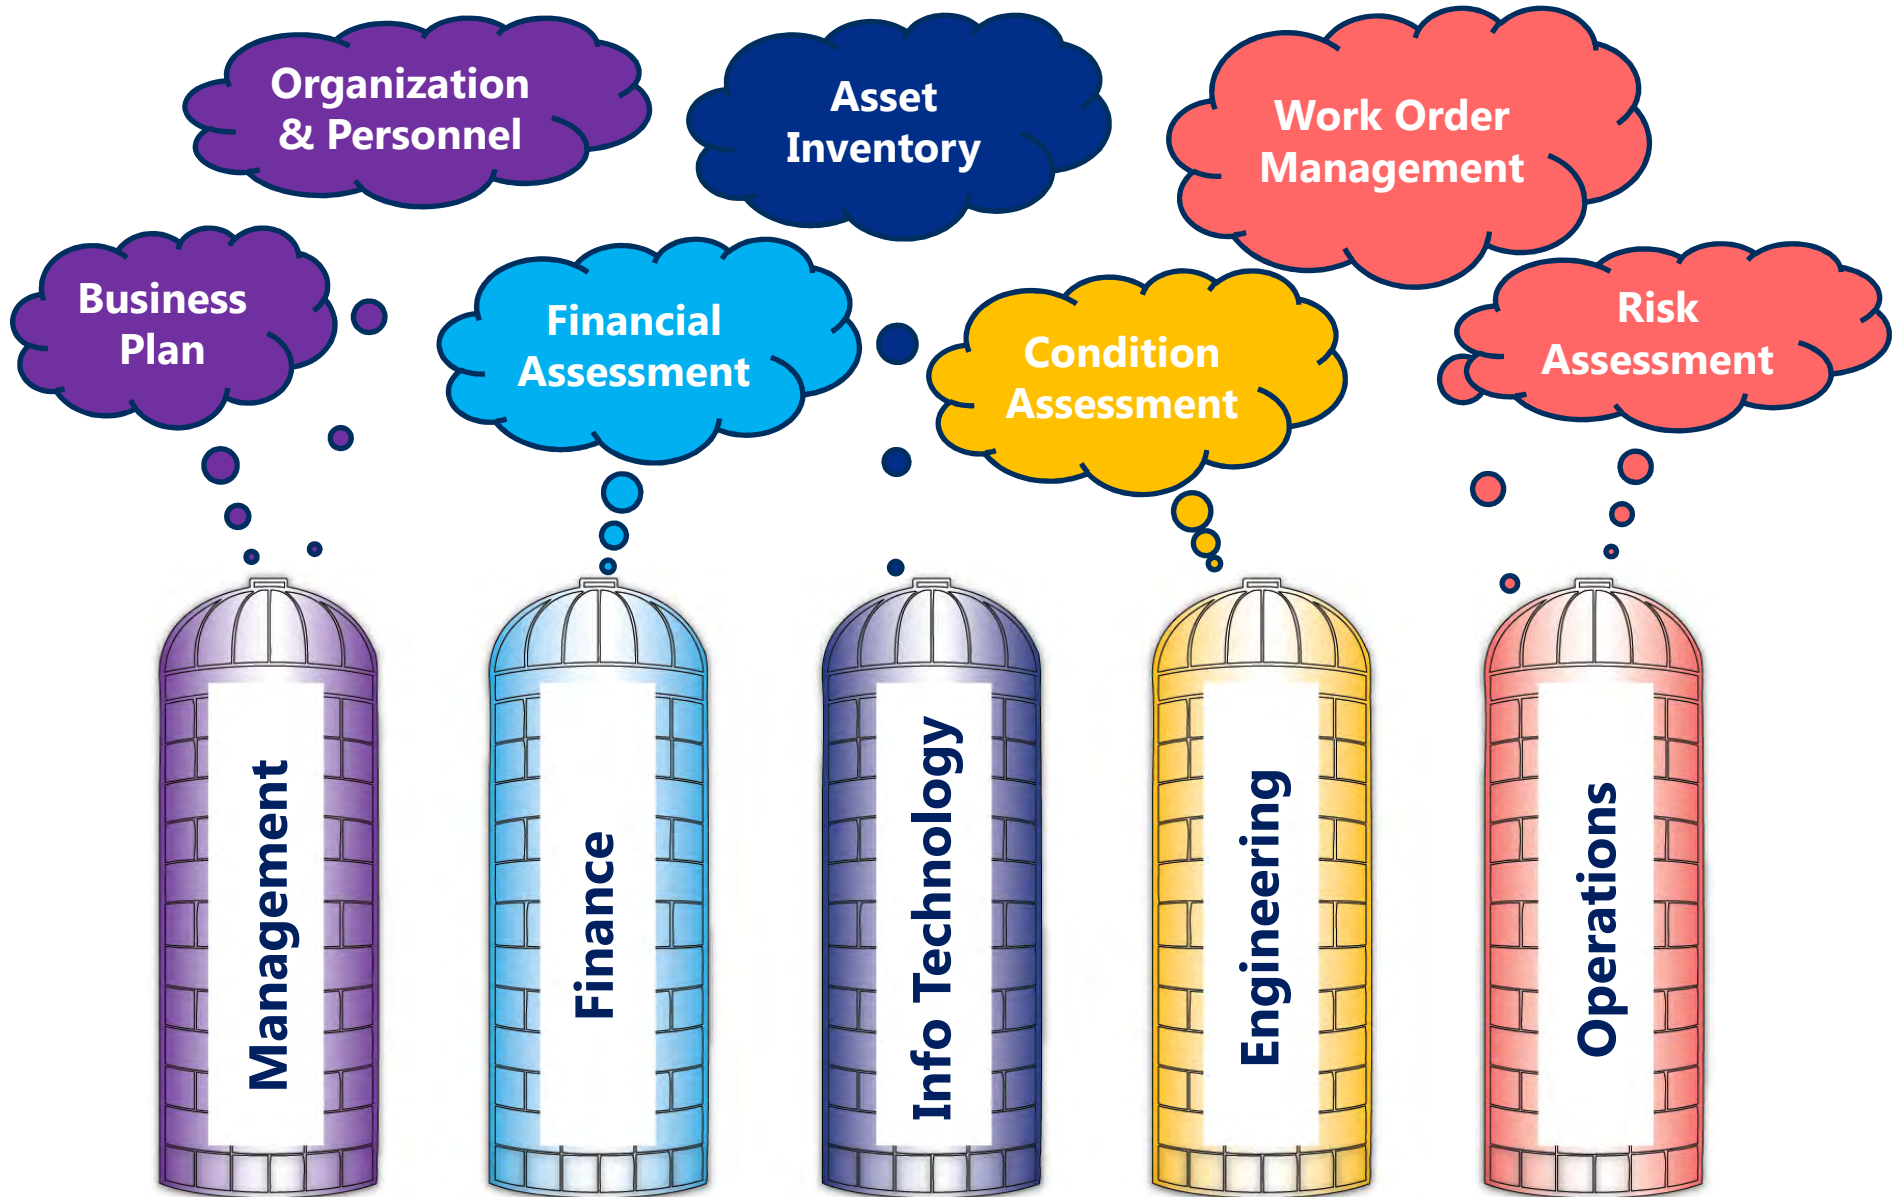 Organization
& Personnel
Asset
Inventory
Work Order
Management
Business
Plan
Financial
Assessment
Condition
Assessment
Risk
Assessment
Management
Finance
Info Technology
Engineering
Operations